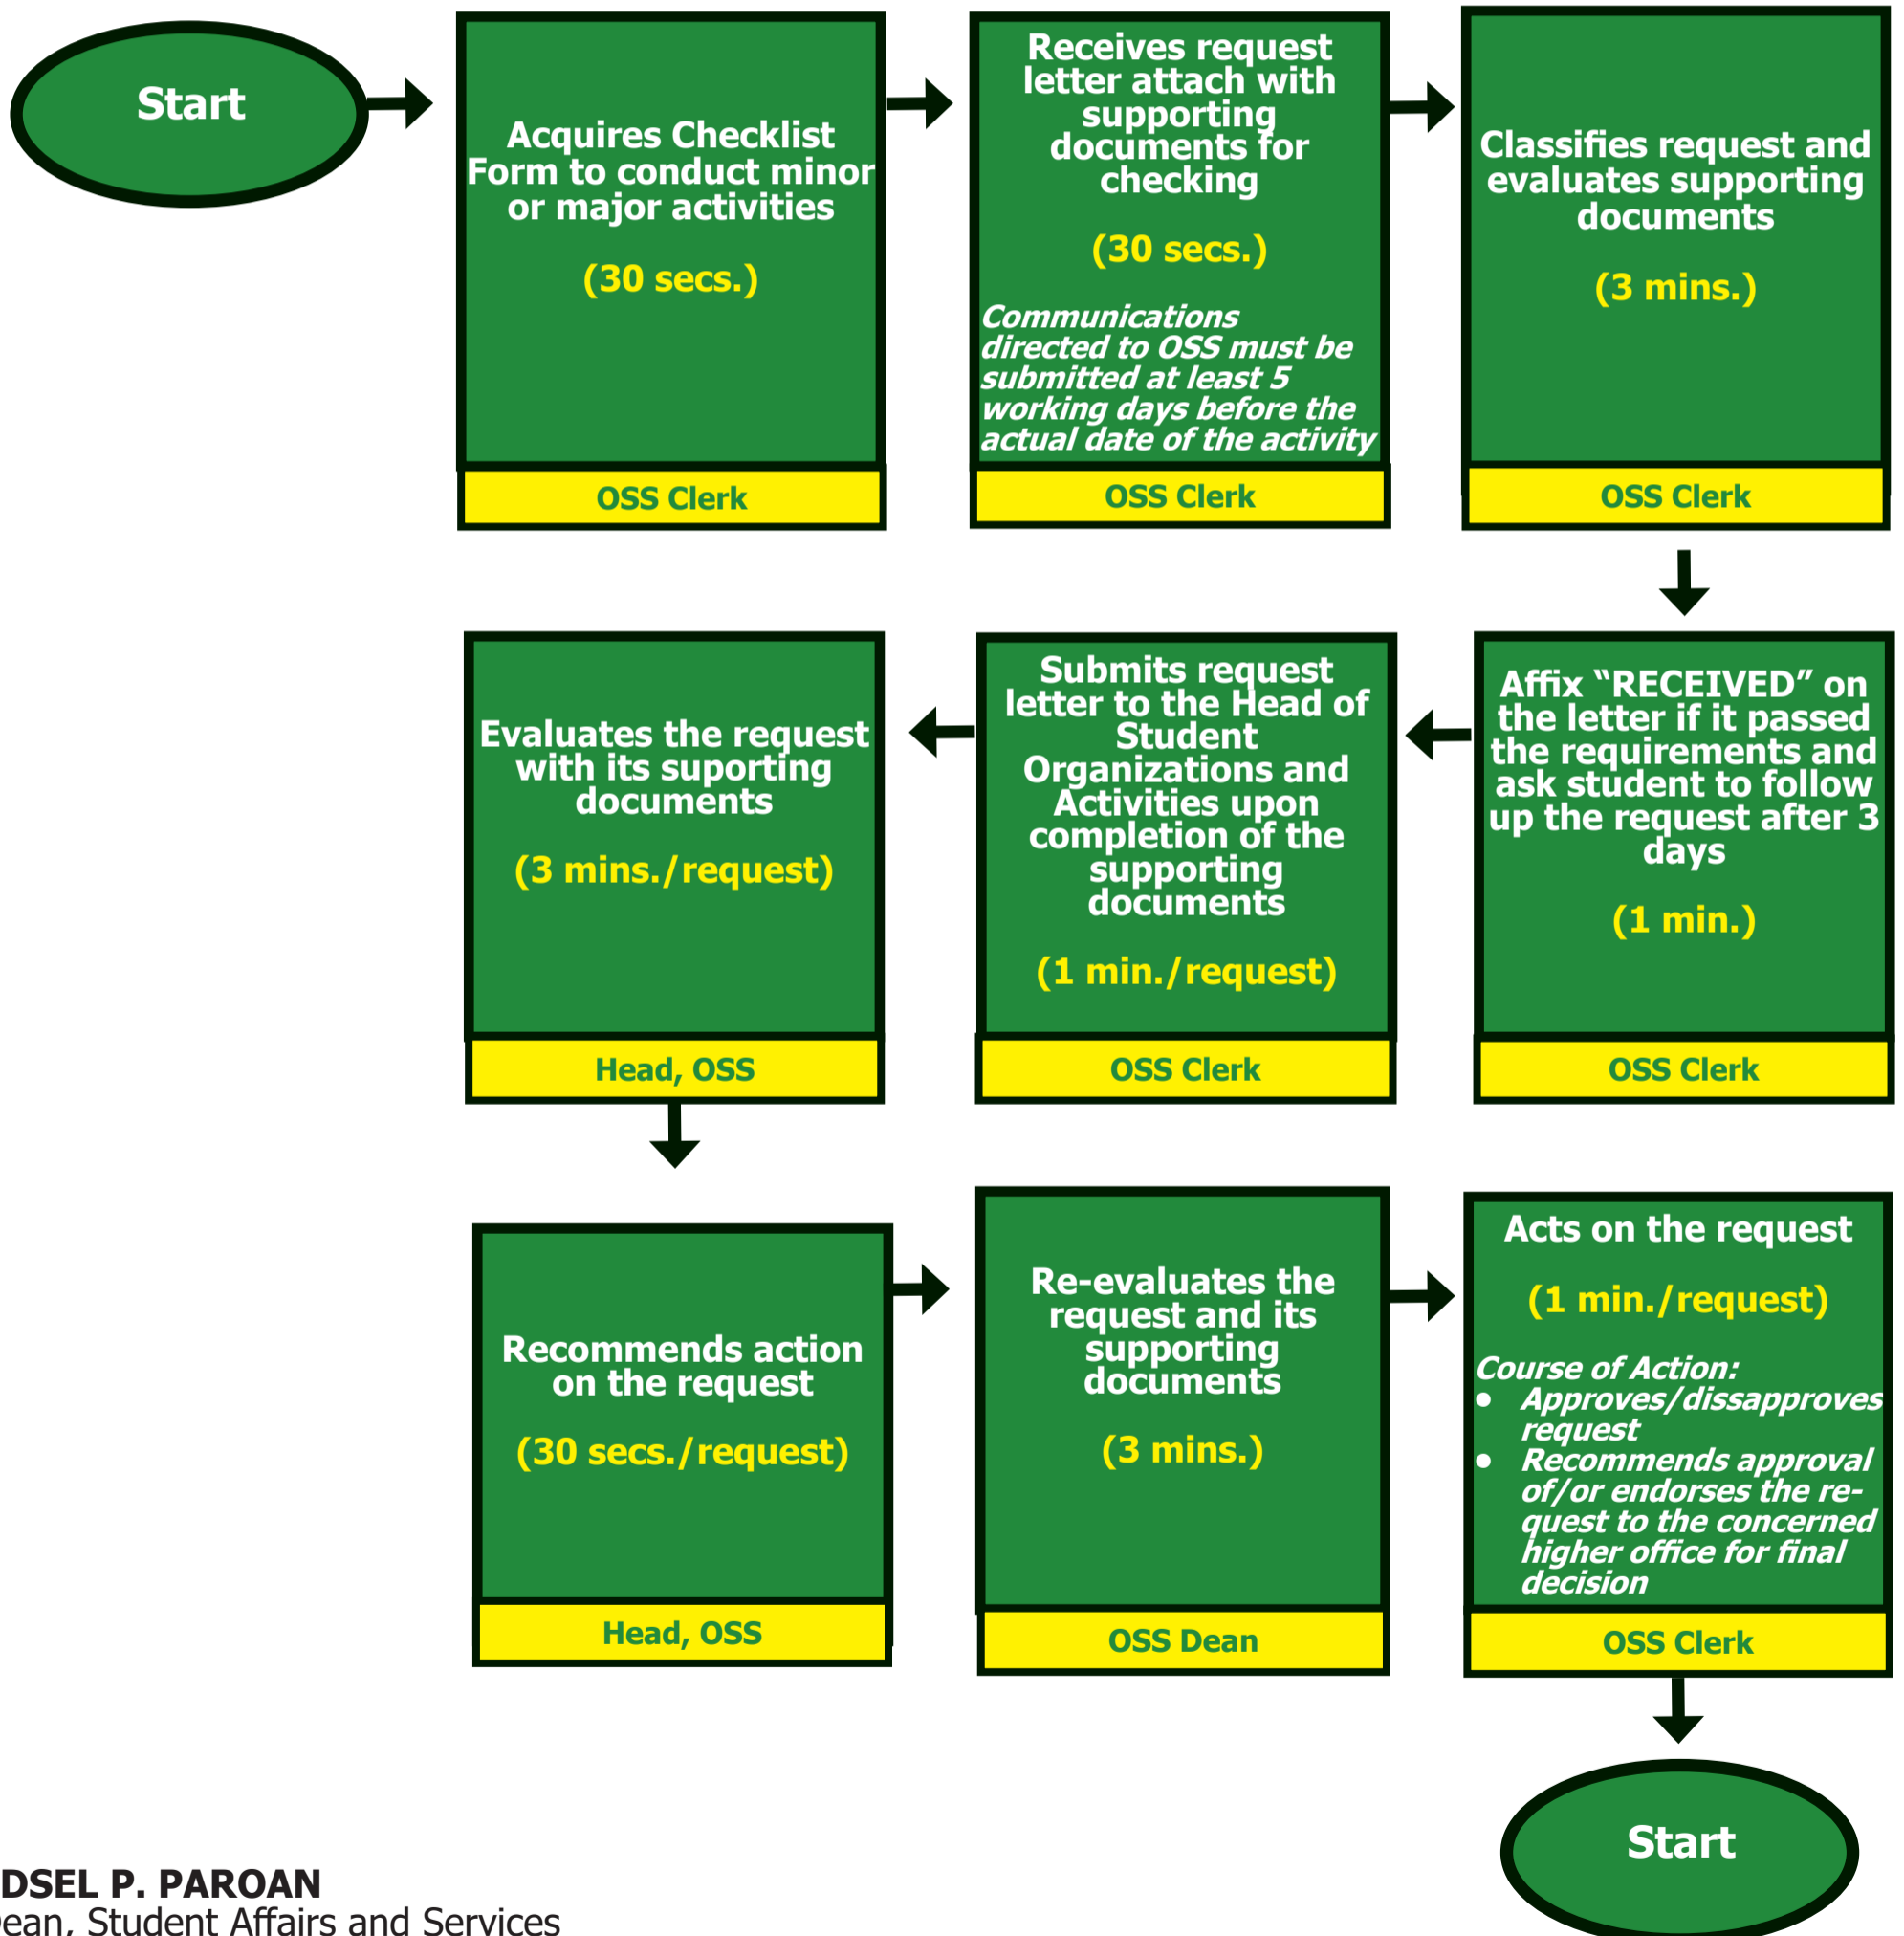 Start
Acquires Checklist
Form to conduct minor
or major activities
(30 secs.)
OSS Clerk
Receives request
letter attach with
supporting
documents for
checking
(30 secs.)
Communications
directed to OSS must be
submitted at least 5
working days before the
actual date of the activity
OSS Clerk
Classifies request and
evaluates supporting
documents
(3 mins.)
OSS Clerk
Affix “RECEIVED” on
the letter if it passed
the requirements and
ask student to follow
up the request after 3
days
(1 min.)
OSS Clerk
Submits request
letter to the Head of
Student
Organizations and
Activities upon
completion of the
supporting
documents
(1 min./request)
OSS Clerk
Evaluates the request
with its suporting
documents
(3 mins./request)
Head, OSS
Recommends action
on the request
(30 secs./request)
Head, OSS
Re-evaluates the
request and its
supporting
documents
(3 mins.)
OSS Dean
Acts on the request
(1 min./request)
Course of Action:
● Approves/dissapproves
request
● Recommends approval
of/or endorses the re-
quest to the concerned
higher office for final
decision
OSS Clerk
Start
DSEL P. PAROAN
ean, Student Affairs and Services